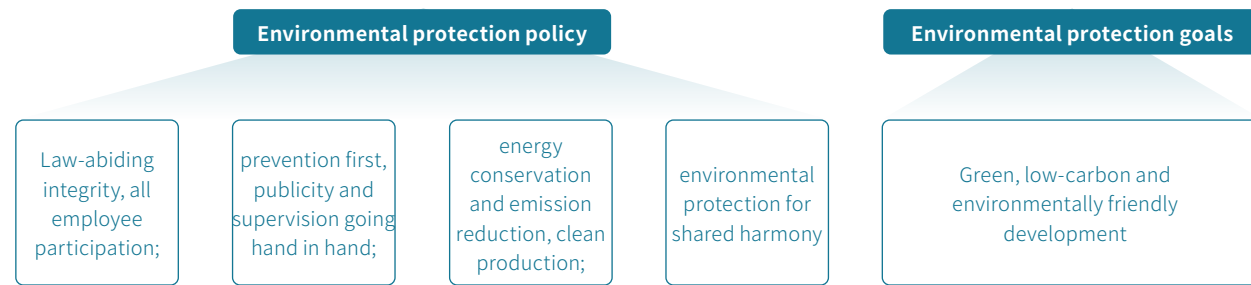 Environmental protection policy
Law-abiding
integrity, all
employee
participation;
prevention first,
publicity and
supervision going
hand in hand;
energy
conservation
and emission
reduction, clean
production;
environmental
protection for
shared harmony
Environmental protection goals
Green, low-carbon and
environmentally friendly
development